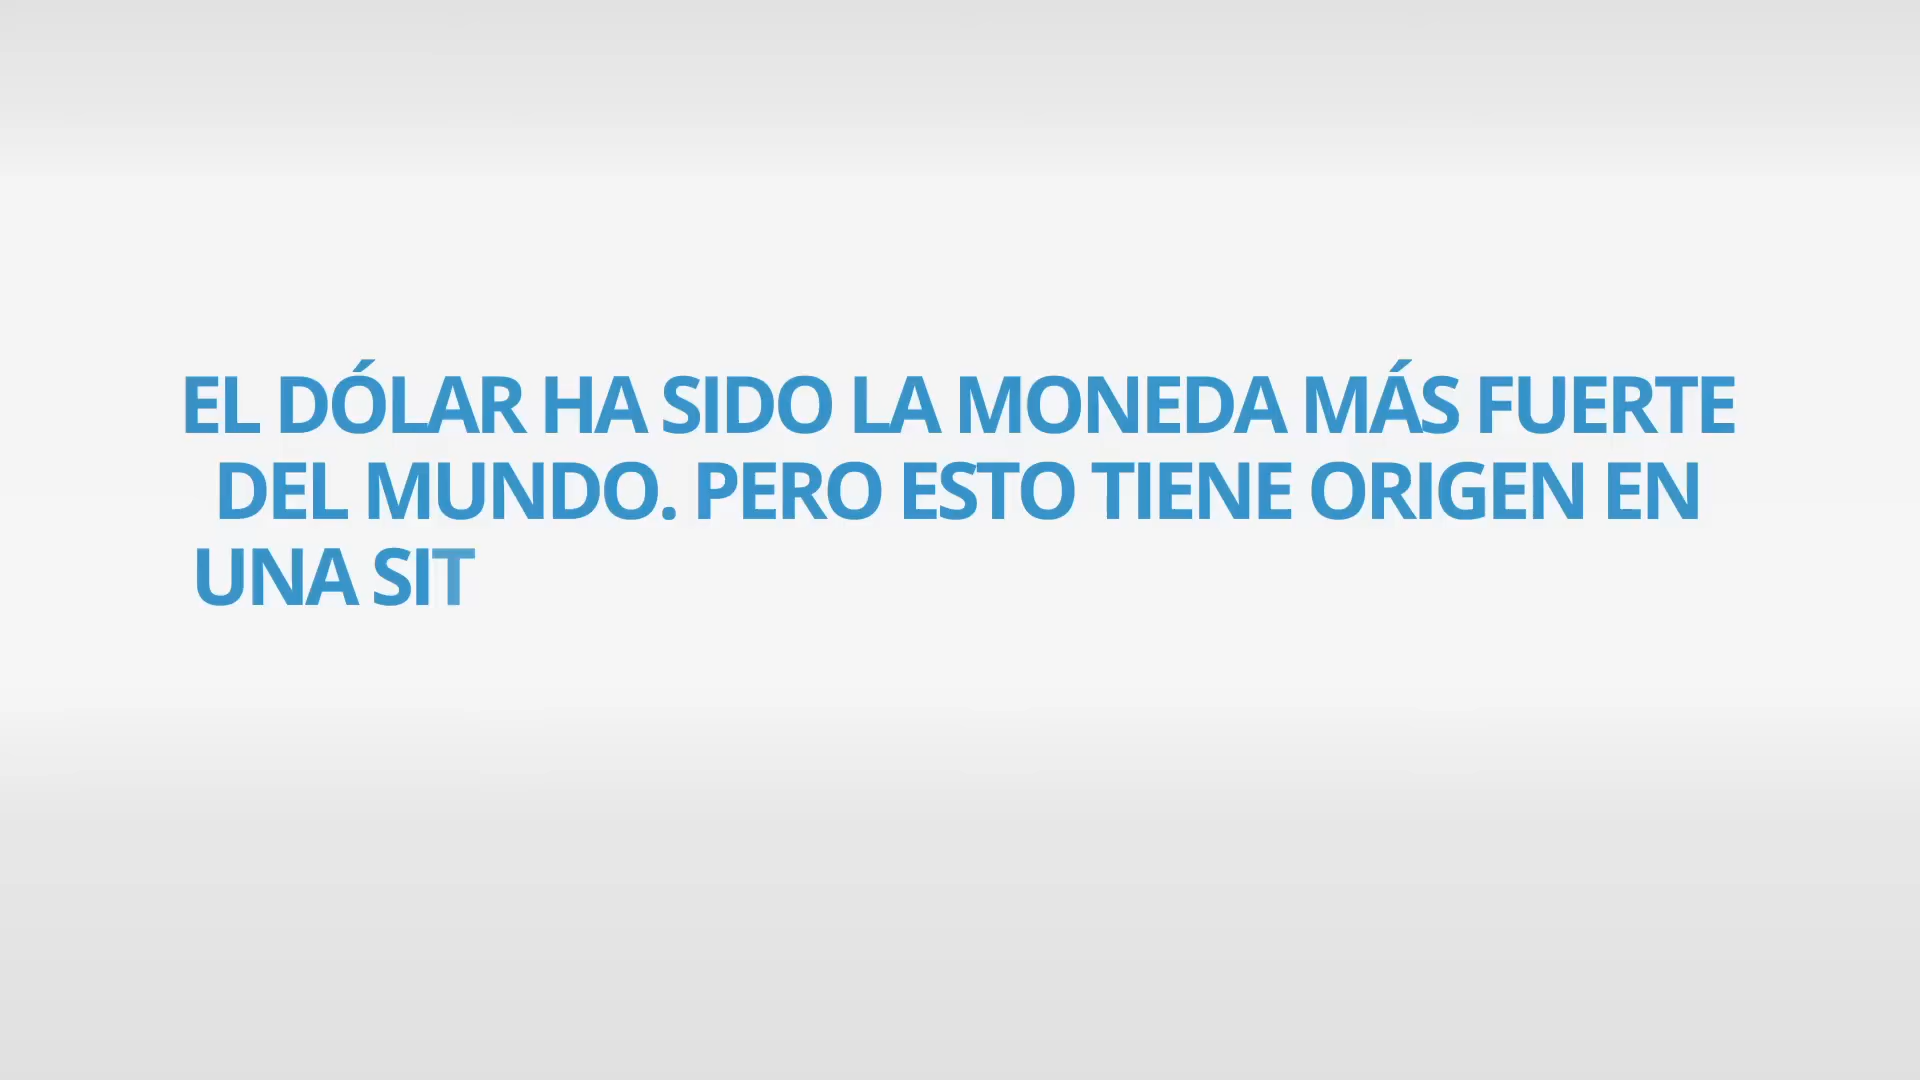 EL DÓLAR HA SIDO LA MONEDA MÁS FUERTE
DEL MUNDO. PERO ESTO TIENE ORIGEN EN
UNA SIT